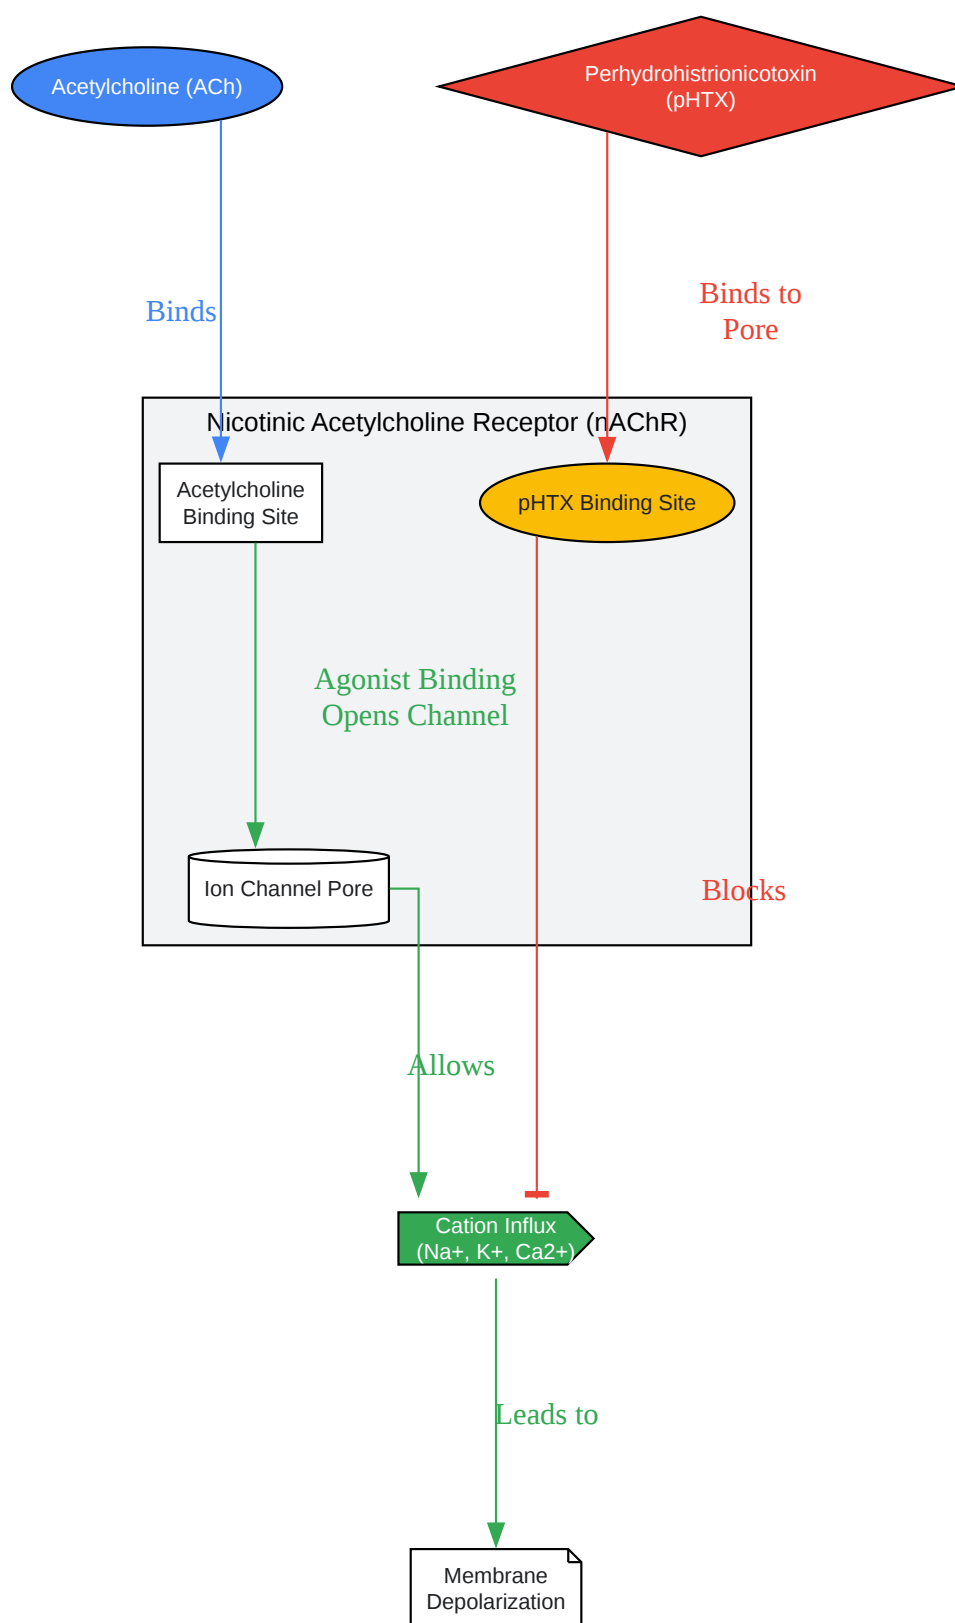 Acetylcholine (ACh)
Perhydrohistrionicotoxin
(pHTX)
Binds
Binds to
Pore
Nicotinic Acetylcholine Receptor (nAChR)
Acetylcholine
Binding Site
pHTX Binding Site
Agonist Binding
Opens Channel
Ion Channel Pore
Blocks
Allows
Cation Influx
(Na+, K+, Ca2+)
Leads to
Membrane
Depolarization